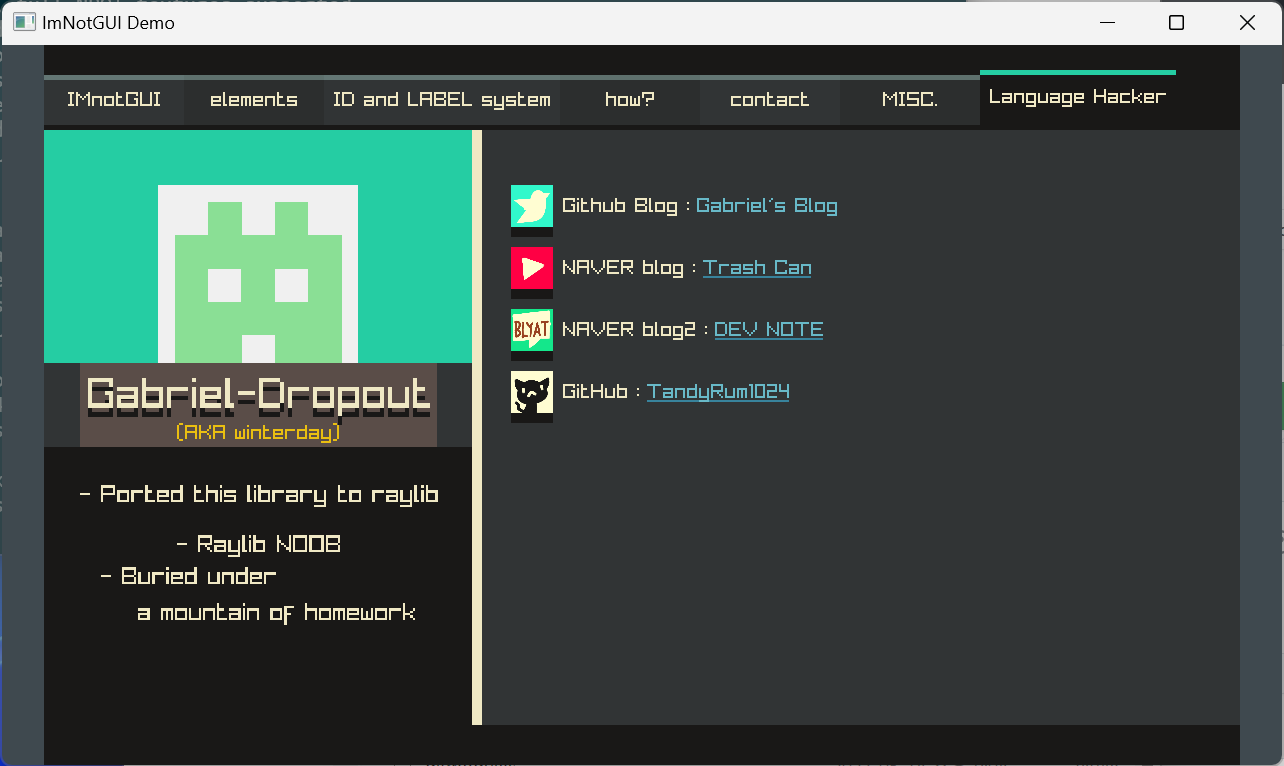 ImNotGUI Demo
IMnotGUI
elements
ID and LABEL system
how?
contact
MISC.
Language Hacker
Gabriel-Dropout
(AKA winterday)
- Ported this library to raylib
- Raylib NOOB
- Buried under
a mountain of homework
Github Blog : Gabriel's Blog
NAVER blog : Trash Can
BLYAT
NAVER blog2 : DEV NOTE
GitHub : TandyRum1024